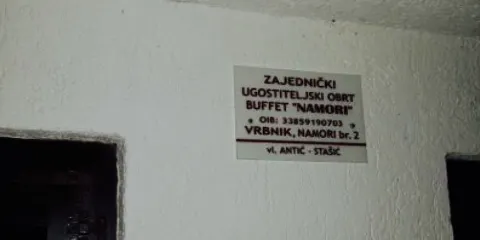 ZAJEDNIČKI
UGOSTITELJSKI OBRT
BUFFET "NAMORI"
OIB: 33859190703
VRBNIK, NAMORI br. 2
vl. ANTIĆ - STAŠIĆ